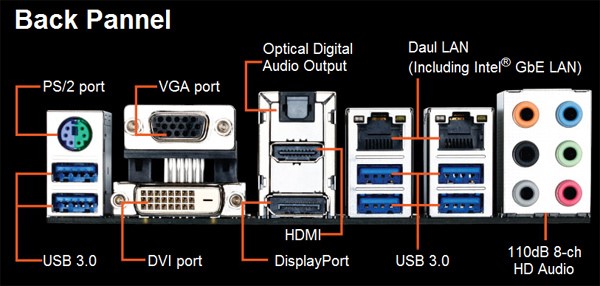 Back Pannel
PS/2 port
VGA port
Optical Digital
Audio Output
Daul LAN
(Including Intel® GbE LAN)
USB 3.0
DVI port
HDMI
DisplayPort
USB 3.0
110dB 8-ch
HD Audio